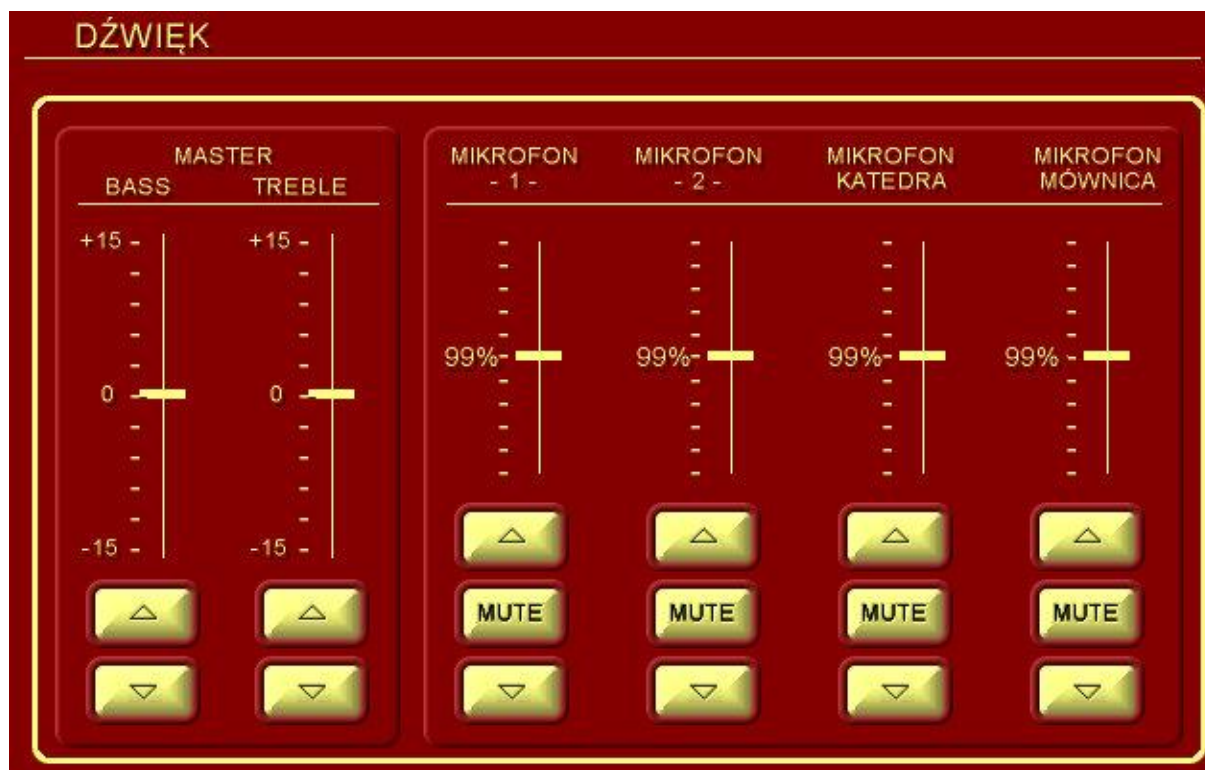 DŹWIĘK
MASTER
BASS TREBLE
+15 - +15 -
0 - 0 -
-15 - -15 -
MIKROFON MIKROFON MIKROFON MIKROFON
- 1 - - 2 - KATEDRA MÓWNICA
99% 99% 99% 99%
MUTE MUTE MUTE MUTE